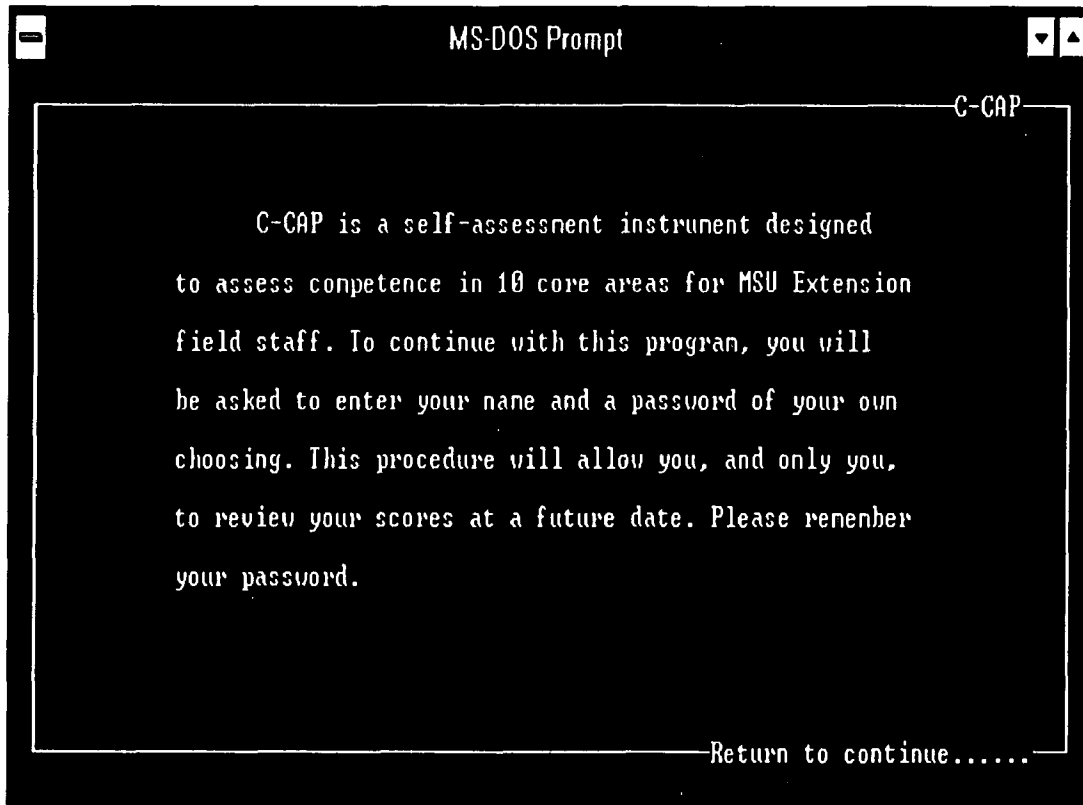 MS-DOS Prompt
C-CAP
C-CAP is a self-assessment instrument designed
to assess competence in 10 core areas for MSU Extension
field staff. To continue with this program, you will
be asked to enter your name and a password of your own
choosing. This procedure will allow you, and only you,
to review your scores at a future date. Please remember
your password.
Return to continue......